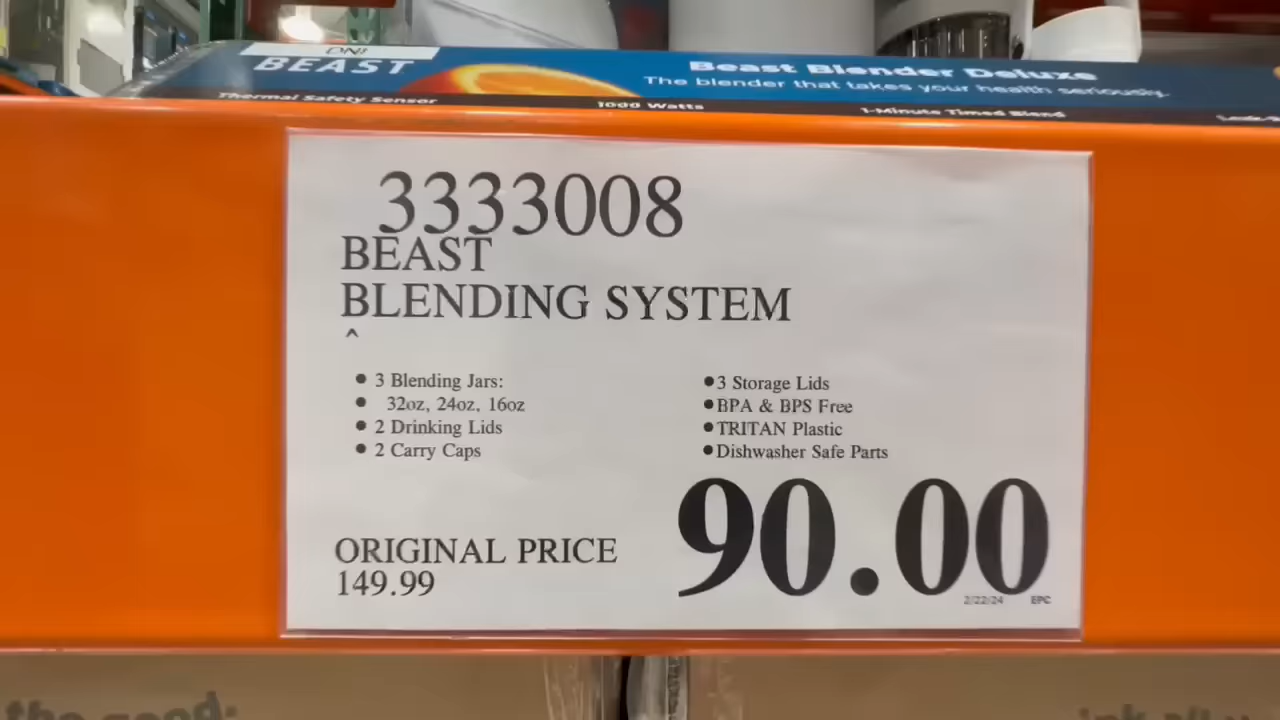 BEAST
Beast Blender Deluxe
The blender that takes your health seriously.
Thermal Safety Sensor
1000 Watts
1-Minute Timed Blend
3333008
BEAST
BLENDING SYSTEM
^
• 3 Blending Jars:
• 32oz, 24oz, 16oz
• 2 Drinking Lids
• 2 Carry Caps
• 3 Storage Lids
• BPA & BPS Free
• TRITAN Plastic
• Dishwasher Safe Parts
ORIGINAL PRICE
149.99
90.00
2/22/24 EPC
the good.